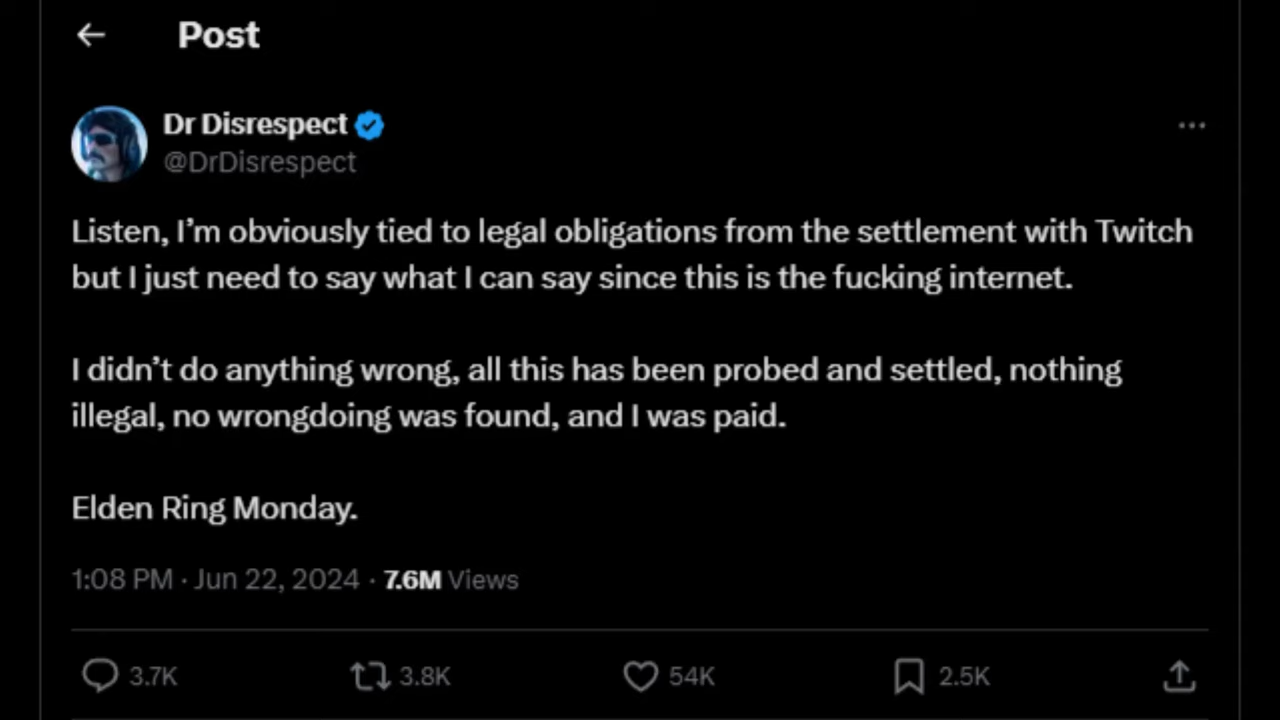 Post
Dr Disrespect
@DrDisrespect
Listen, I’m obviously tied to legal obligations from the settlement with Twitch
but I just need to say what I can say since this is the fucking internet.
I didn’t do anything wrong, all this has been probed and settled, nothing
illegal, no wrongdoing was found, and I was paid.
Elden Ring Monday.
1:08 PM · Jun 22, 2024 · 7.6M Views
3.7K 3.8K 54K 2.5K